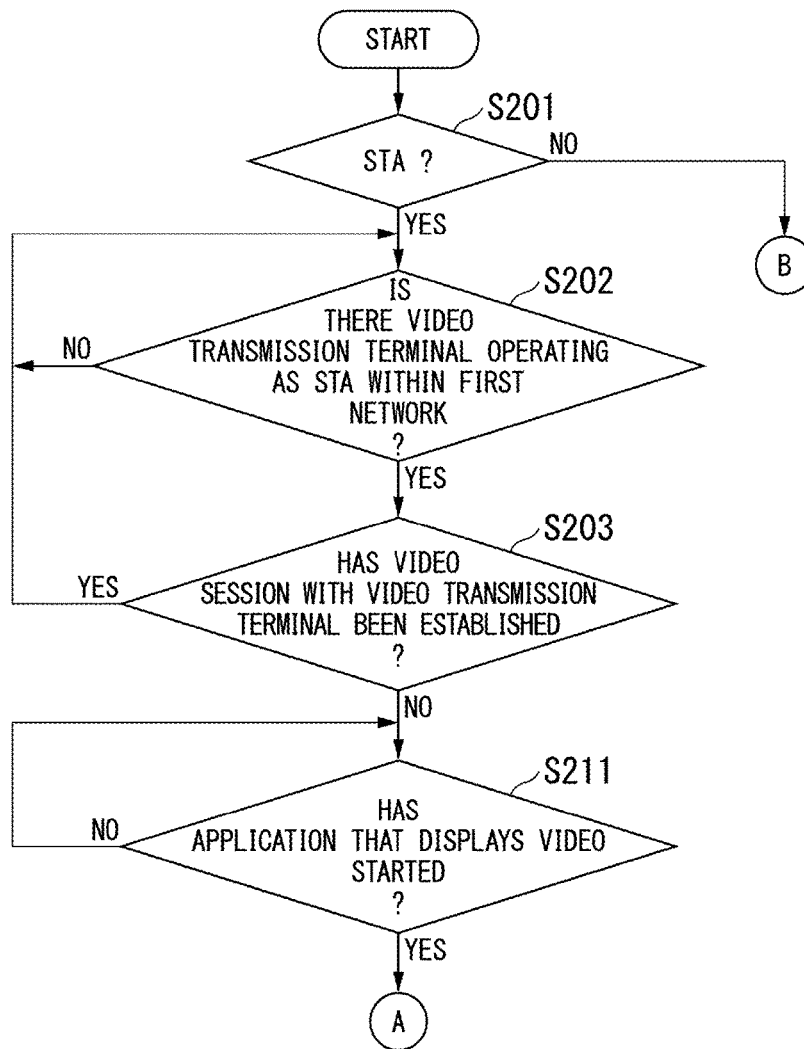 START
S201
STA ?
NO
YES
B
S202
IS
THERE VIDEO
TRANSMISSION TERMINAL OPERATING
AS STA WITHIN FIRST
NETWORK
?
NO
YES
S203
HAS VIDEO
SESSION WITH VIDEO TRANSMISSION
TERMINAL BEEN ESTABLISHED
?
YES
NO
S211
HAS
APPLICATION THAT DISPLAYS VIDEO
STARTED
?
NO
YES
A